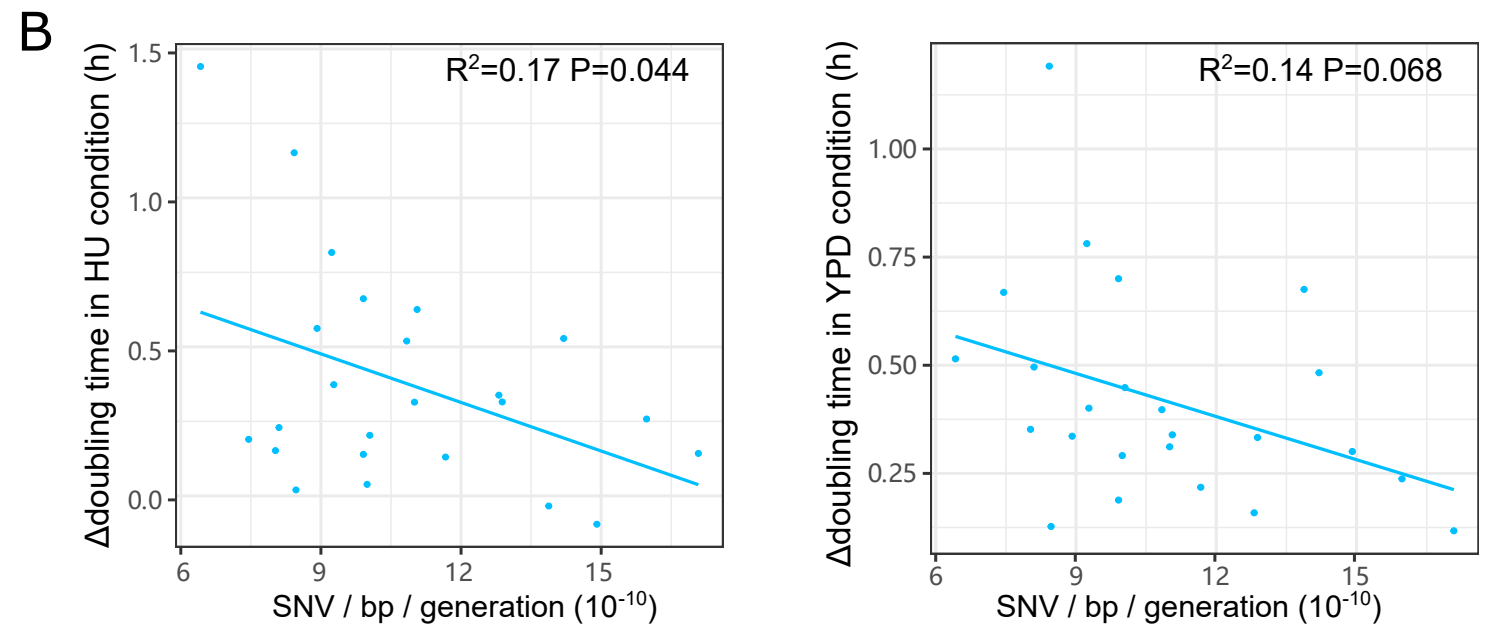 B
Δdoubling time in HU condition (h)
1.5
1.0
0.5
0.0
R²=0.17 P=0.044
6 9 12 15
SNV / bp / generation (10⁻¹⁰)
Δdoubling time in YPD condition (h)
1.00
0.75
0.50
0.25
R²=0.14 P=0.068
6 9 12 15
SNV / bp / generation (10⁻¹⁰)